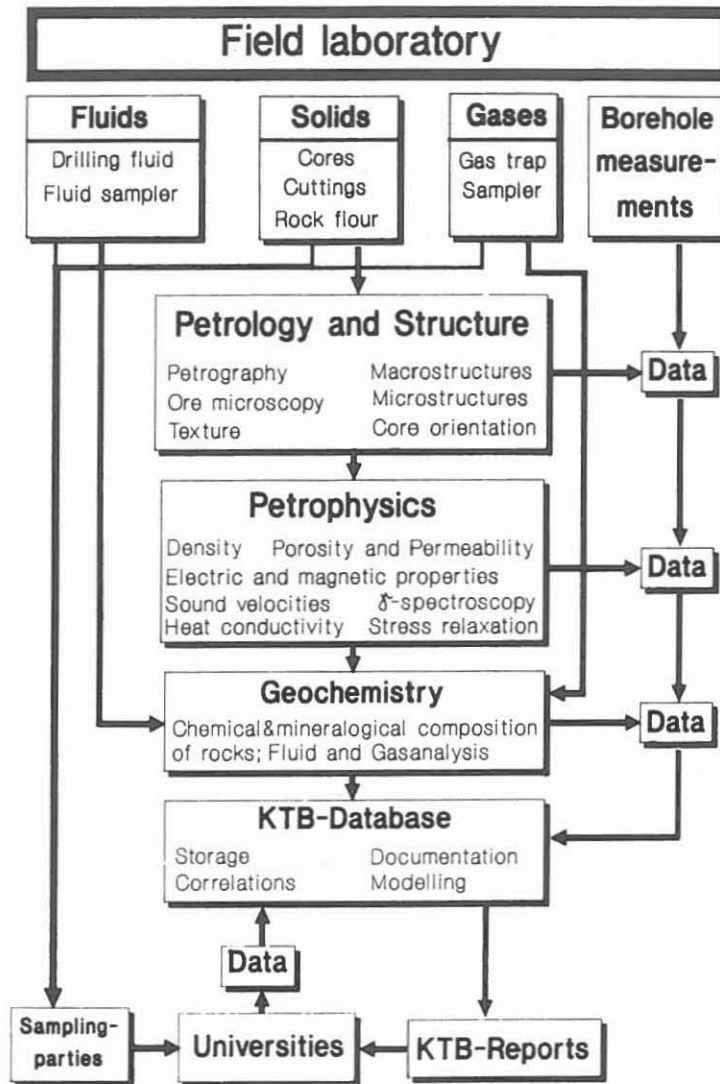 Field laboratory
Fluids
Drilling fluid
Fluid sampler
Solids
Cores
Cuttings
Rock flour
Gases
Gas trap
Sampler
Borehole
measure-
ments
Petrology and Structure
Petrography Macrostructures
Ore microscopy Microstructures
Texture Core orientation
Data
Petrophysics
Density Porosity and Permeability
Electric and magnetic properties
Sound velocities γ-spectroscopy
Heat conductivity Stress relaxation
Data
Geochemistry
Chemical&mineralogical composition
of rocks; Fluid and Gasanalysis
Data
KTB-Database
Storage Documentation
Correlations Modelling
Data
Sampling-
parties
Universities
KTB-Reports